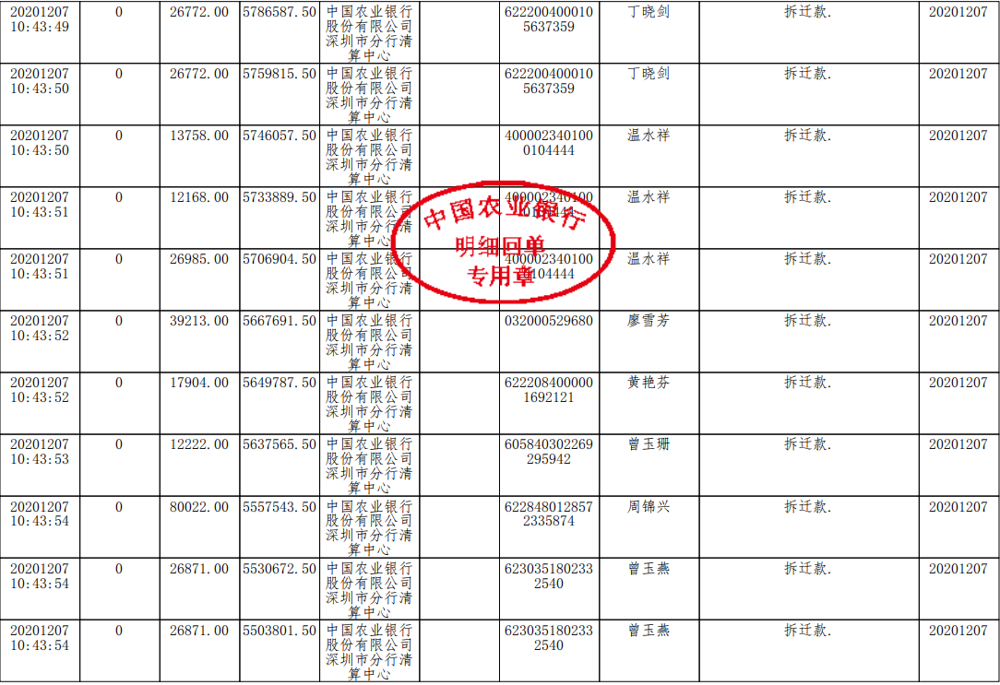 20201207 0 26772.00 5786587.50 中国农业银行 622200400010 丁晓剑 拆迁款. 20201207
10:43:49 股份有限公司 5637359
深圳市分行清
算中心
20201207 0 26772.00 5759815.50 中国农业银行 622200400010 丁晓剑 拆迁款. 20201207
10:43:50 股份有限公司 5637359
深圳市分行清
算中心
20201207 0 13758.00 5746057.50 中国农业银行 400002340100 温水祥 拆迁款. 20201207
10:43:50 股份有限公司 0104444
深圳市分行清
算中心
20201207 0 12168.00 5733889.50 中国农业银行 400002340100 温水祥 拆迁款. 20201207
10:43:51 股份有限公司 0104444
深圳市分行清
算中心
中国农业银行
明细回单
专用章
20201207 0 26985.00 5706904.50 中国农业银行 400002340100 温水祥 拆迁款. 20201207
10:43:51 股份有限公司 0104444
深圳市分行清
算中心
20201207 0 39213.00 5667691.50 中国农业银行 032000529680 廖雪芳 拆迁款. 20201207
10:43:52 股份有限公司
深圳市分行清
算中心
20201207 0 17904.00 5649787.50 中国农业银行 622208400000 黄艳芬 拆迁款. 20201207
10:43:52 股份有限公司 1692121
深圳市分行清
算中心
20201207 0 12222.00 5637565.50 中国农业银行 605840302269 曾玉珊 拆迁款. 20201207
10:43:53 股份有限公司 295942
深圳市分行清
算中心
20201207 0 80022.00 5557543.50 中国农业银行 622848012857 周锦兴 拆迁款. 20201207
10:43:54 股份有限公司 2335874
深圳市分行清
算中心
20201207 0 26871.00 5530672.50 中国农业银行 623035180233 曾玉燕 拆迁款. 20201207
10:43:54 股份有限公司 2540
深圳市分行清
算中心
20201207 0 26871.00 5503801.50 中国农业银行 623035180233 曾玉燕 拆迁款. 20201207
10:43:54 股份有限公司 2540
深圳市分行清
算中心